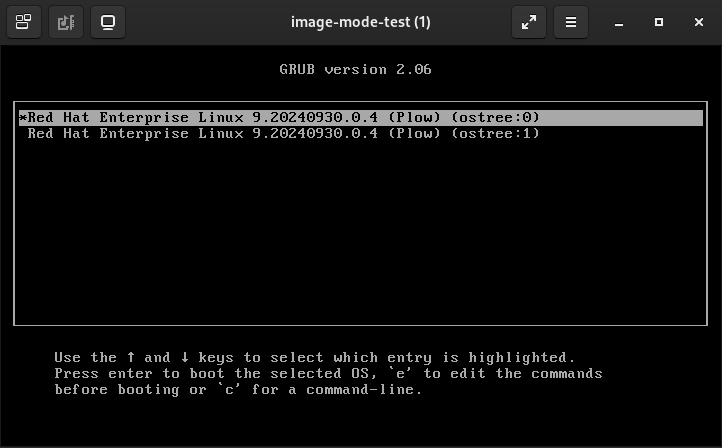 image-mode-test (1)
GRUB version 2.06
*Red Hat Enterprise Linux 9.20240930.0.4 (Plow) (ostree:0)
Red Hat Enterprise Linux 9.20240930.0.4 (Plow) (ostree:1)
Use the ↑ and ↓ keys to select which entry is highlighted.
Press enter to boot the selected OS, `e' to edit the commands
before booting or `c' for a command-line.